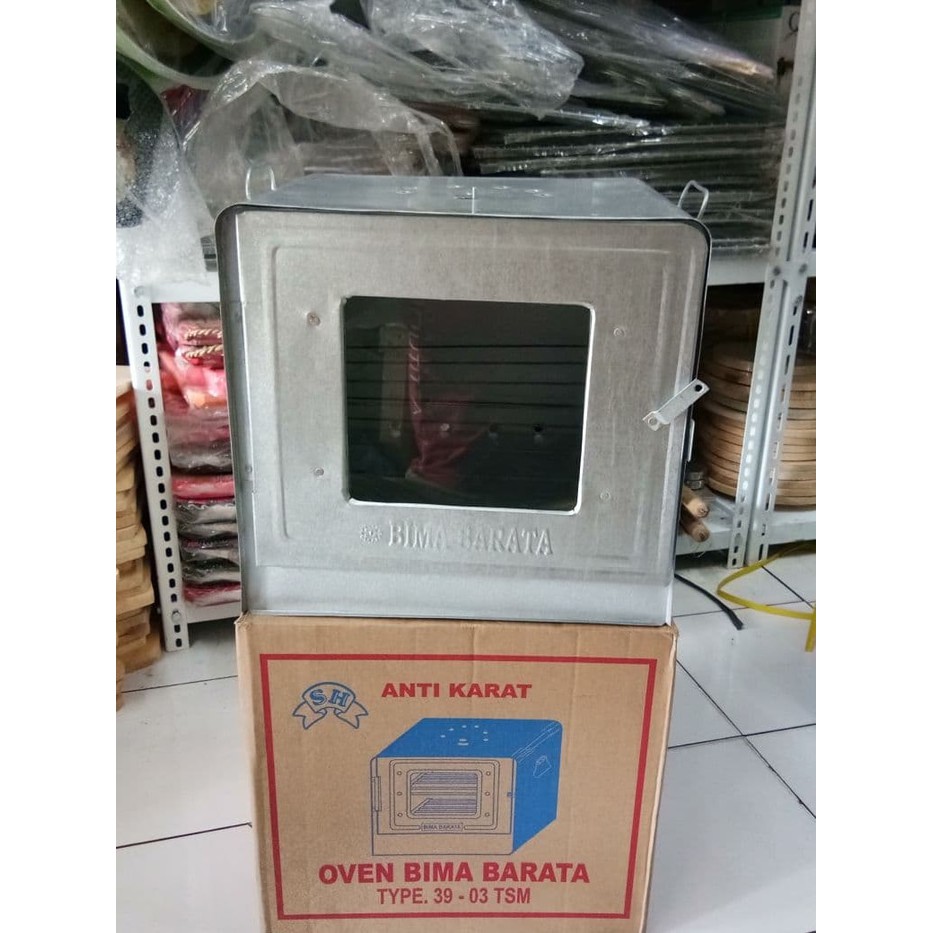 BIMA BARATA
SH
ANTI KARAT
BIMA BARATA
OVEN BIMA BARATA
TYPE. 39 - 03 TSM